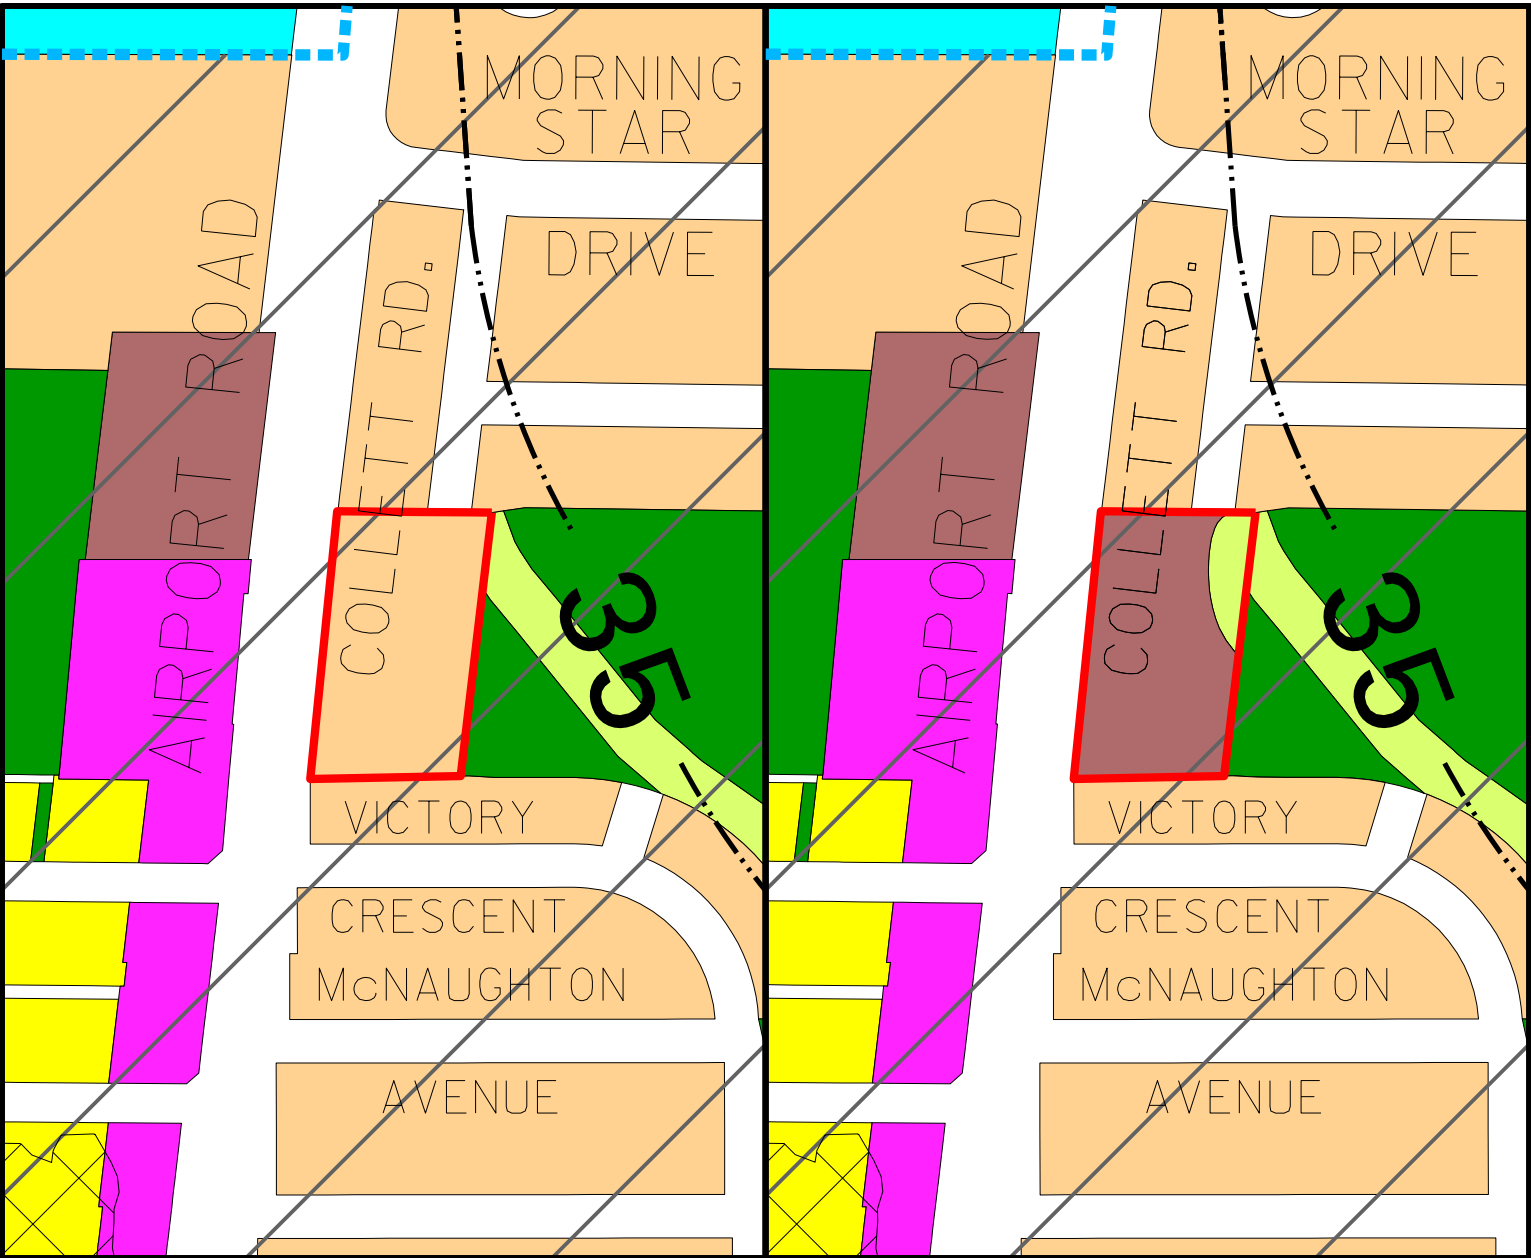 MORNING
STAR
DRIVE
AIRPORT ROAD
COLLETT RD.
35
VICTORY
CRESCENT
McNAUGHTON
AVENUE
MORNING
STAR
DRIVE
AIRPORT ROAD
COLLETT RD.
35
VICTORY
CRESCENT
McNAUGHTON
AVENUE